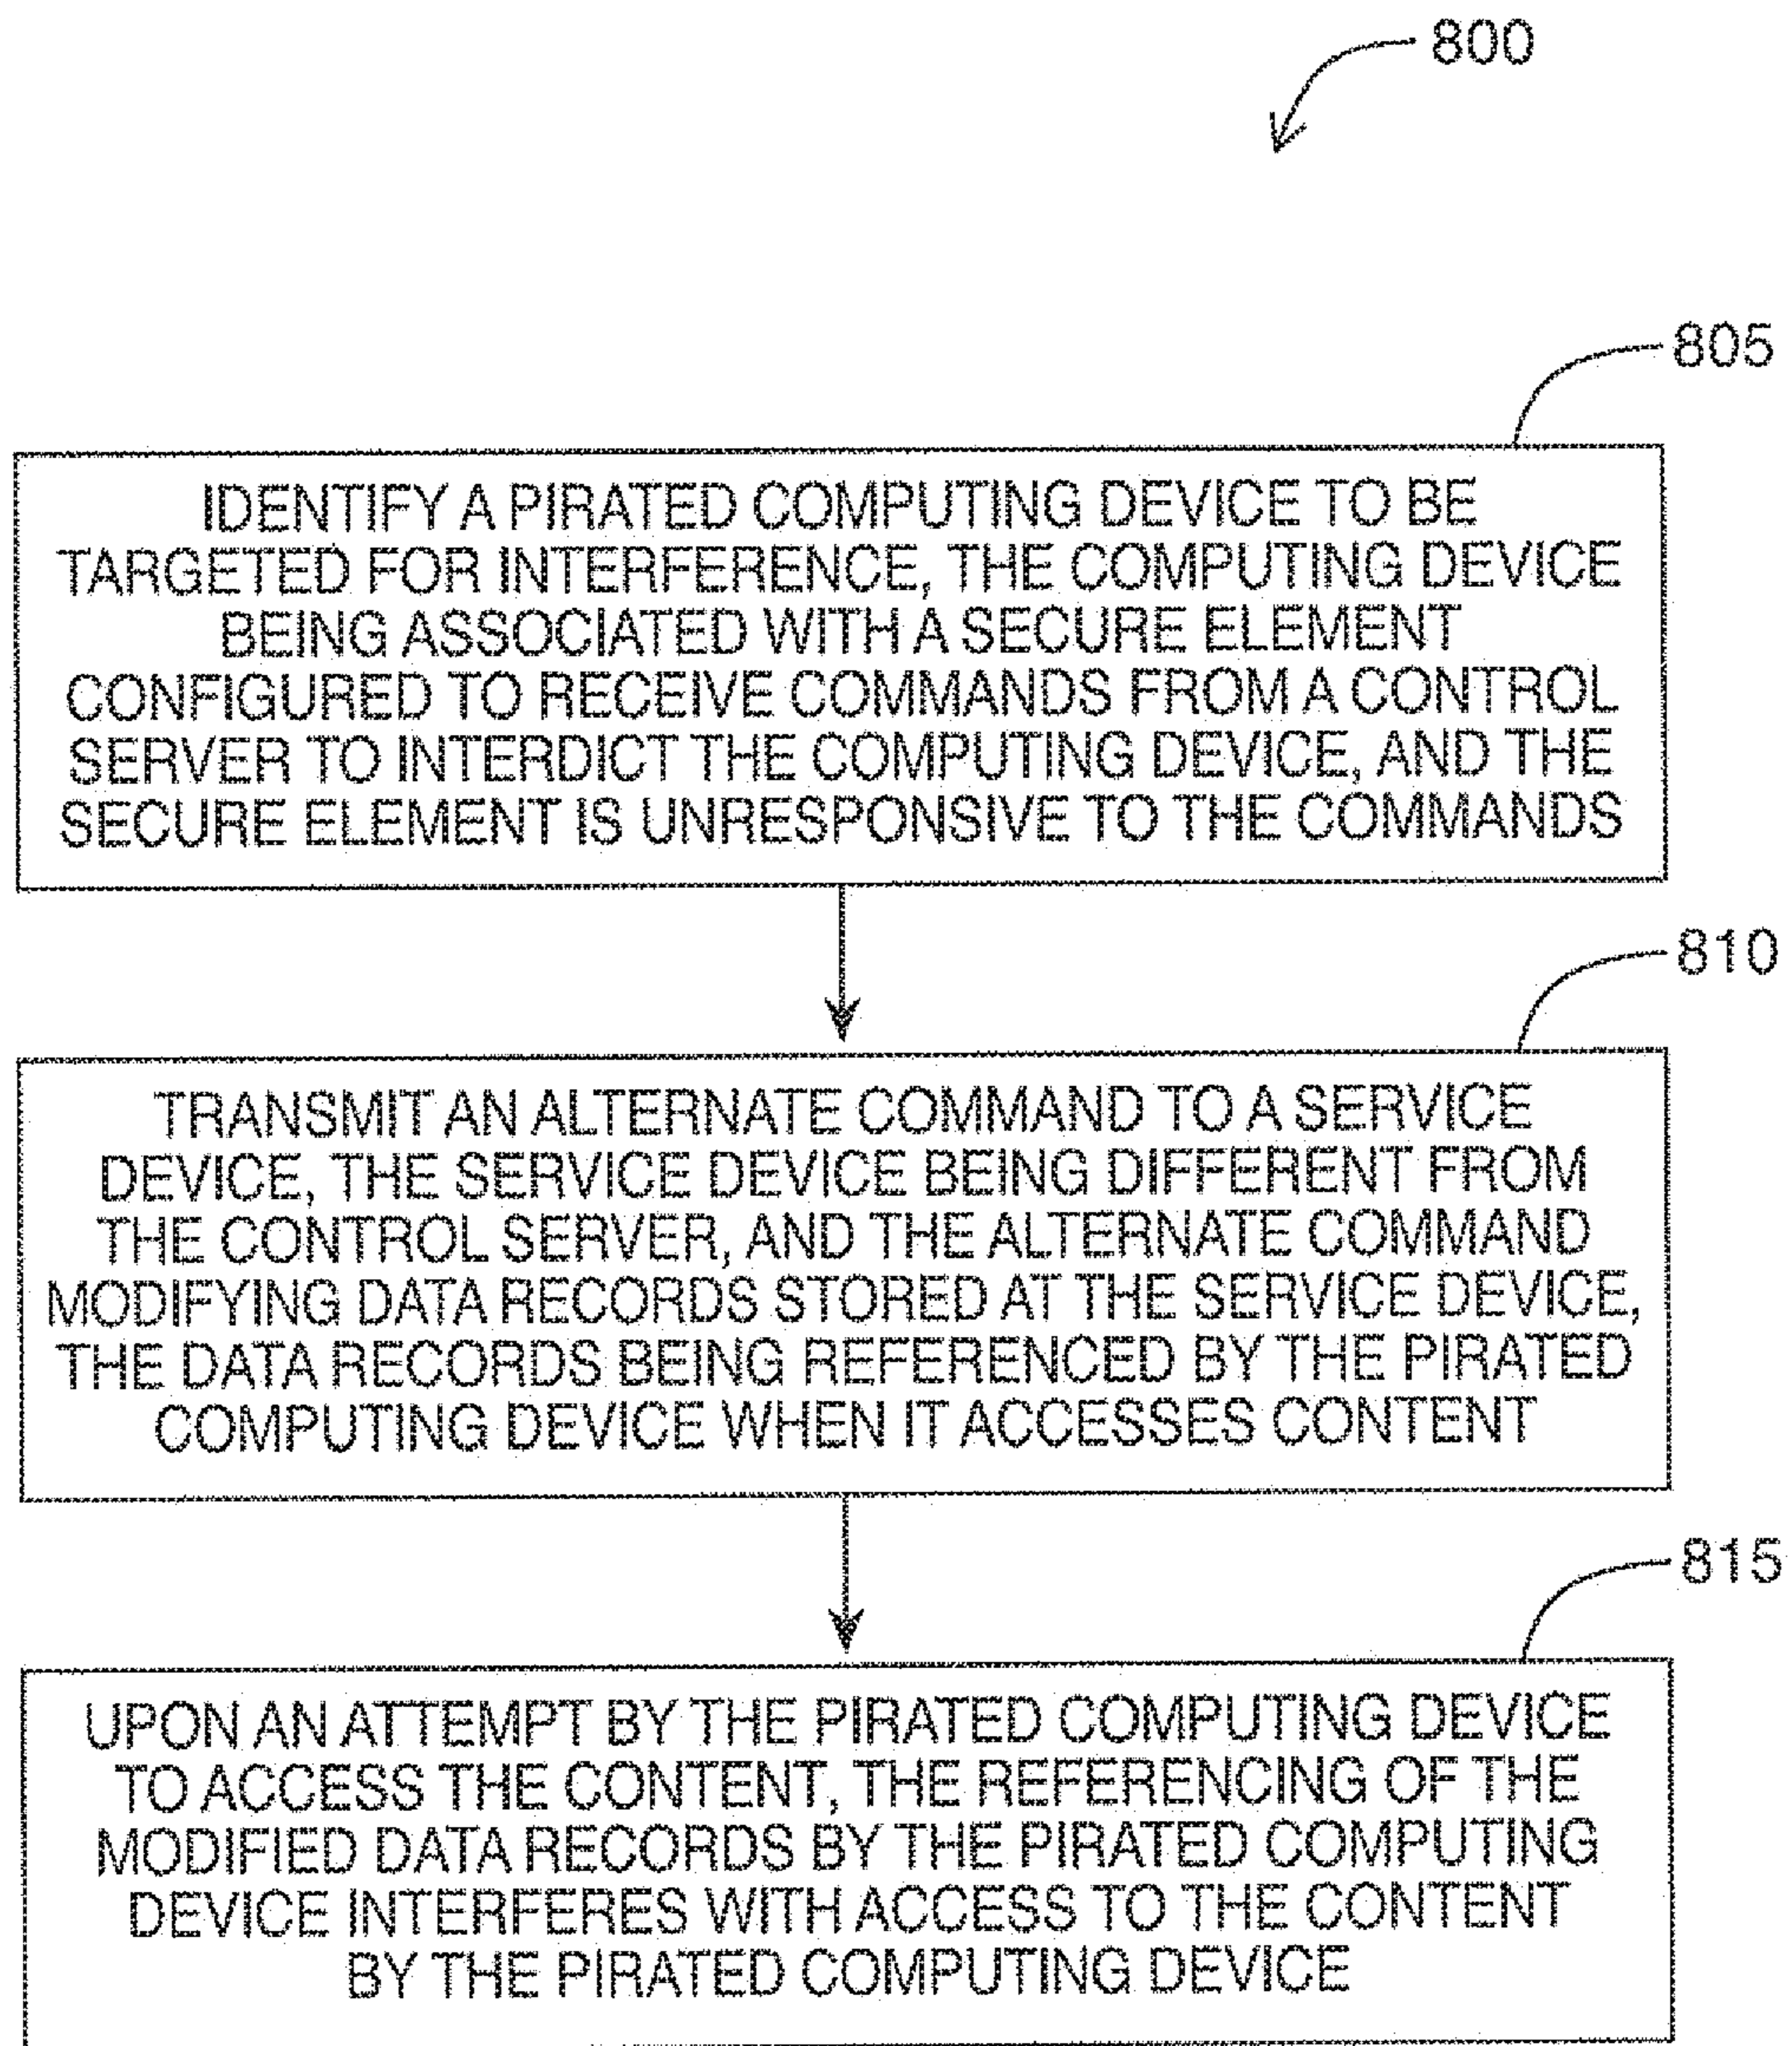 800
805
IDENTIFY A PIRATED COMPUTING DEVICE TO BE
TARGETED FOR INTERFERENCE, THE COMPUTING DEVICE
BEING ASSOCIATED WITH A SECURE ELEMENT
CONFIGURED TO RECEIVE COMMANDS FROM A CONTROL
SERVER TO INTERDICT THE COMPUTING DEVICE, AND THE
SECURE ELEMENT IS UNRESPONSIVE TO THE COMMANDS
810
TRANSMIT AN ALTERNATE COMMAND TO A SERVICE
DEVICE, THE SERVICE DEVICE BEING DIFFERENT FROM
THE CONTROL SERVER, AND THE ALTERNATE COMMAND
MODIFYING DATA RECORDS STORED AT THE SERVICE DEVICE,
THE DATA RECORDS BEING REFERENCED BY THE PIRATED
COMPUTING DEVICE WHEN IT ACCESSES CONTENT
815
UPON AN ATTEMPT BY THE PIRATED COMPUTING DEVICE
TO ACCESS THE CONTENT, THE REFERENCING OF THE
MODIFIED DATA RECORDS BY THE PIRATED COMPUTING
DEVICE INTERFERES WITH ACCESS TO THE CONTENT
BY THE PIRATED COMPUTING DEVICE